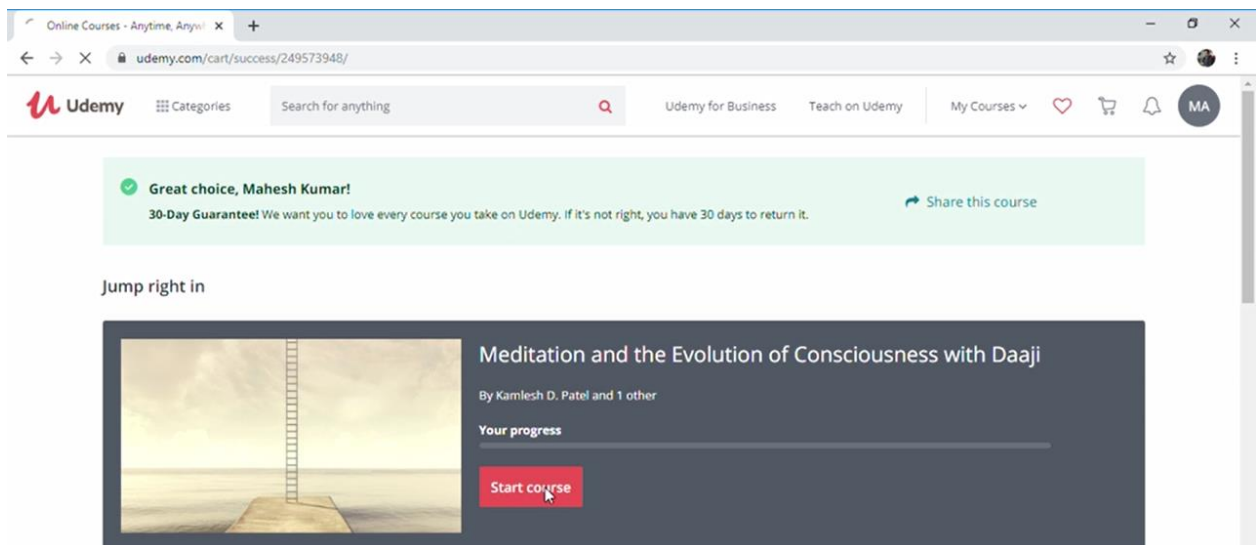 Online Courses - Anytime, Anyw
udemy.com/cart/success/249573948/
Udemy Categories Search for anything Udemy for Business Teach on Udemy My Courses MA
Great choice, Mahesh Kumar!
30-Day Guarantee! We want you to love every course you take on Udemy. If it's not right, you have 30 days to return it.
Share this course
Jump right in
Meditation and the Evolution of Consciousness with Daaji
By Kamlesh D. Patel and 1 other
Your progress
Start course